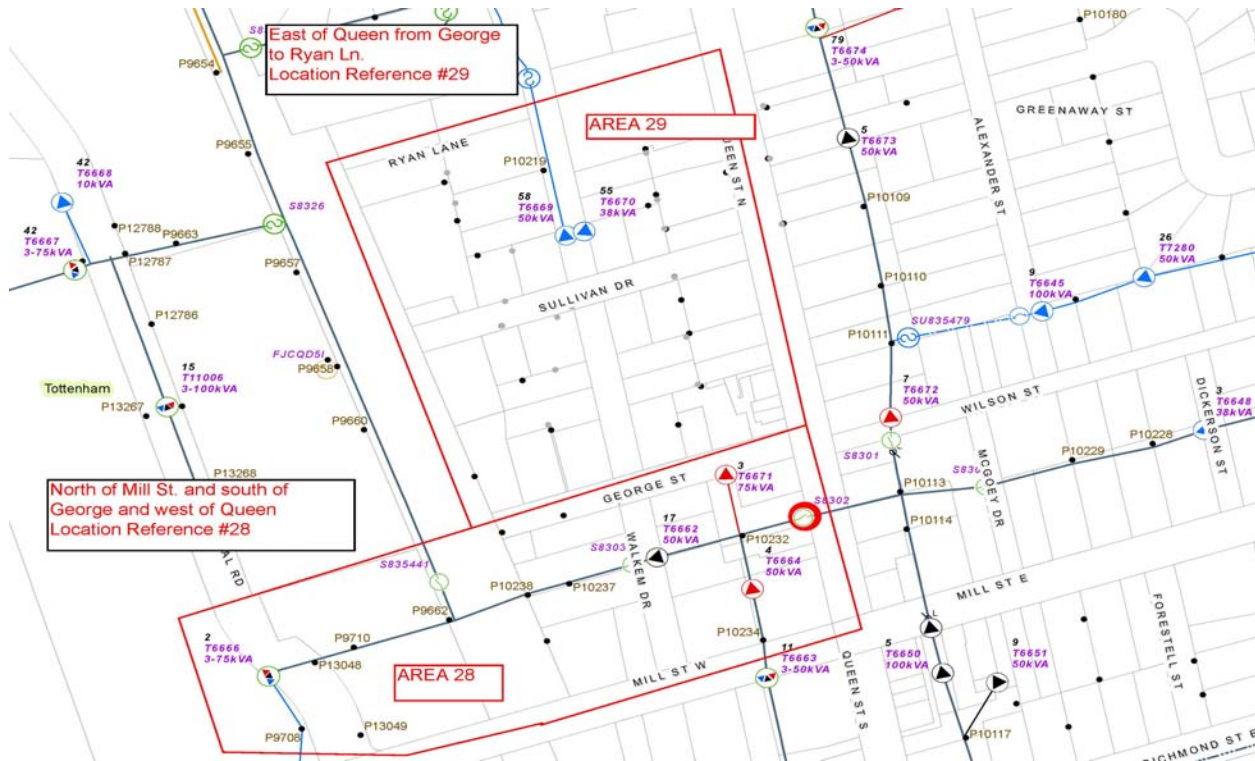 East of Queen from George
to Ryan Ln.
Location Reference #29
AREA 29
North of Mill St. and south of
George and west of Queen
Location Reference #28
AREA 28
P10180
79
T6674
3-50kVA
P9654
GREENAWAY ST
5
T6673
50kVA
ALEXANDER ST
P9655
RYAN LANE
P10219
42
T6668
10kVA
58
T6669
50kVA
55
T6670
38kVA
P10109
S8326
P12788
P9663
42
T6667
3-75kVA
P12787
P9657
26
T7280
50kVA
P10110
9
T6645
100kVA
SULLIVAN DR
P12786
SU835479
P10111
P9658
15
T11006
3-100kVA
Tottenham
P13267
7
T6672
50kVA
WILSON ST
DICKERSON ST
3
T6648
38kVA
P9660
P10228
P10229
S8301
MCGOEY DR
P13268
GEORGE ST
3
T6671
75kVA
S8302
P10113
P10114
17
T6662
50kVA
P10232
S8303
WALKEM DR
4
T6664
50kVA
S835441
P10238
P10237
MILL ST E
FORESTELL ST
P9662
2
T6666
3-75kVA
P9710
P13048
P10234
MILL ST W
11
T6663
3-50kVA
QUEEN ST S
5
T6650
100kVA
9
T6651
50kVA
P9708
P13049
P10117